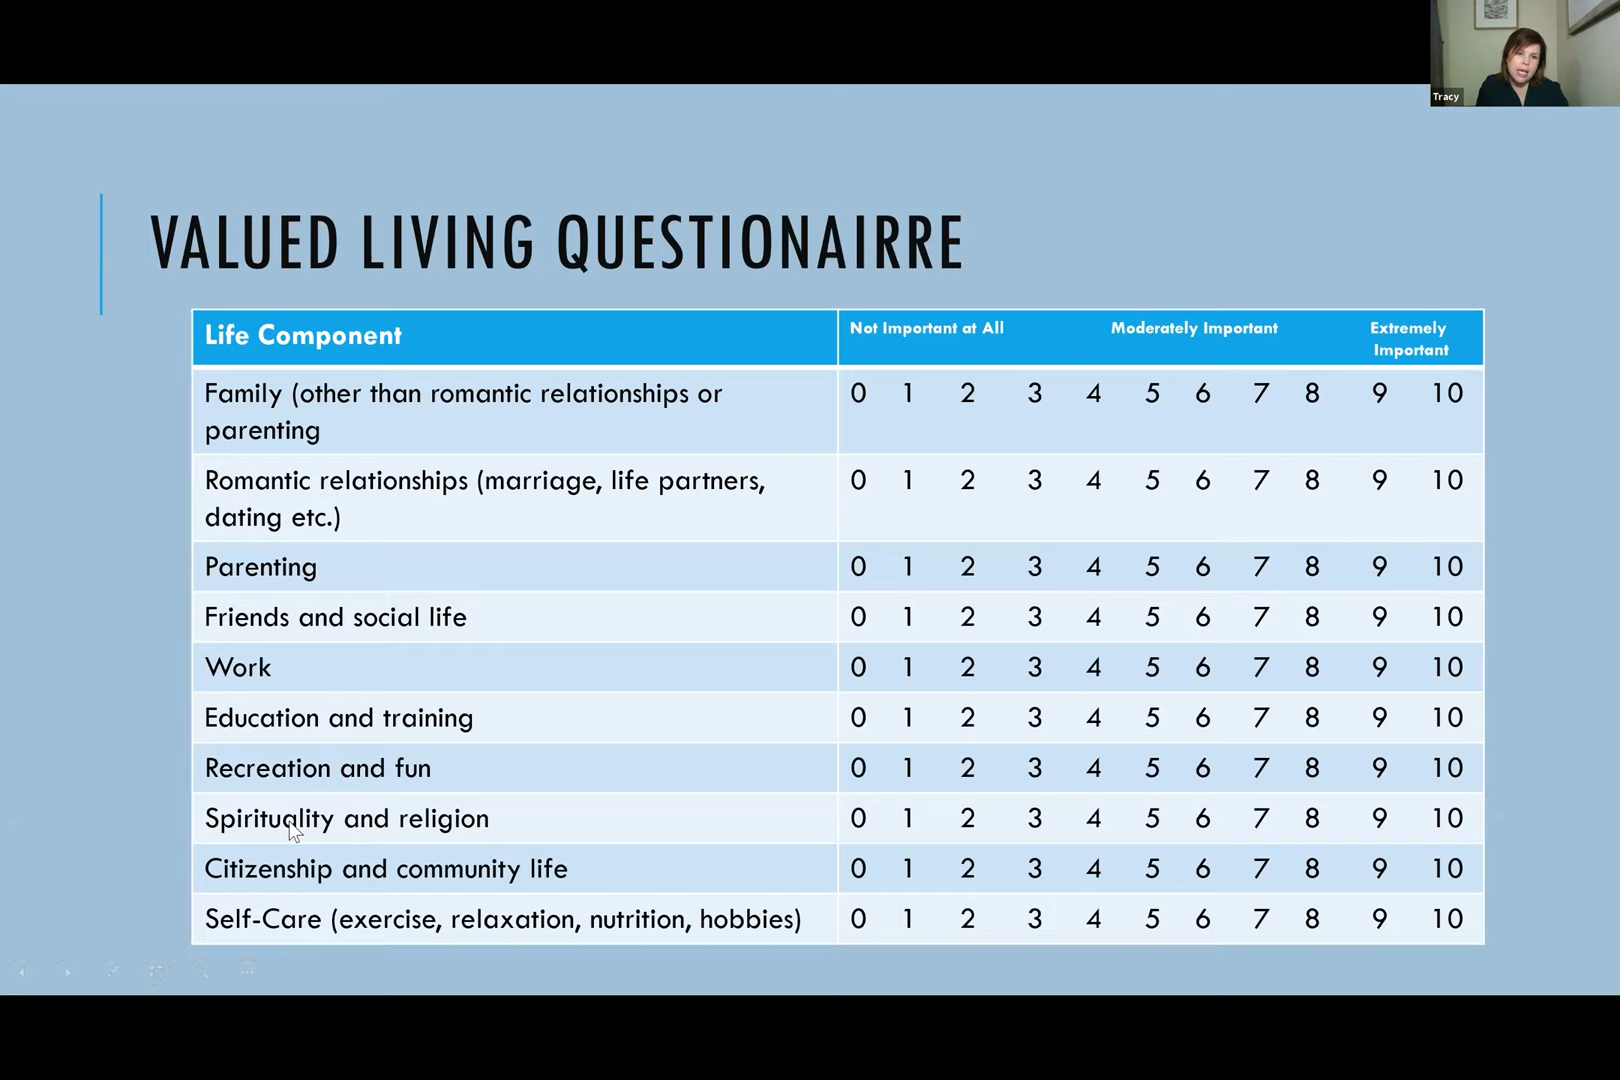 Tracy
VALUED LIVING QUESTIONAIRRE
Life Component Not Important at All Moderately Important Extremely
Important
Family (other than romantic relationships or 0 1 2 3 4 5 6 7 8 9 10
parenting
Romantic relationships (marriage, life partners, 0 1 2 3 4 5 6 7 8 9 10
dating etc.)
Parenting 0 1 2 3 4 5 6 7 8 9 10
Friends and social life 0 1 2 3 4 5 6 7 8 9 10
Work 0 1 2 3 4 5 6 7 8 9 10
Education and training 0 1 2 3 4 5 6 7 8 9 10
Recreation and fun 0 1 2 3 4 5 6 7 8 9 10
Spirituality and religion 0 1 2 3 4 5 6 7 8 9 10
Citizenship and community life 0 1 2 3 4 5 6 7 8 9 10
Self-Care (exercise, relaxation, nutrition, hobbies) 0 1 2 3 4 5 6 7 8 9 10